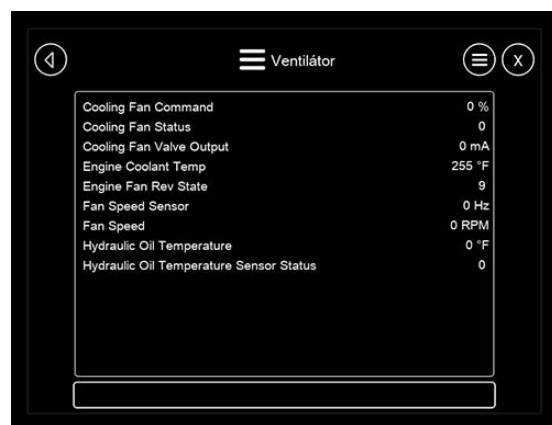 Ventilátor
X
Cooling Fan Command 0 %
Cooling Fan Status 0
Cooling Fan Valve Output 0 mA
Engine Coolant Temp 255 °F
Engine Fan Rev State 9
Fan Speed Sensor 0 Hz
Fan Speed 0 RPM
Hydraulic Oil Temperature 0 °F
Hydraulic Oil Temperature Sensor Status 0